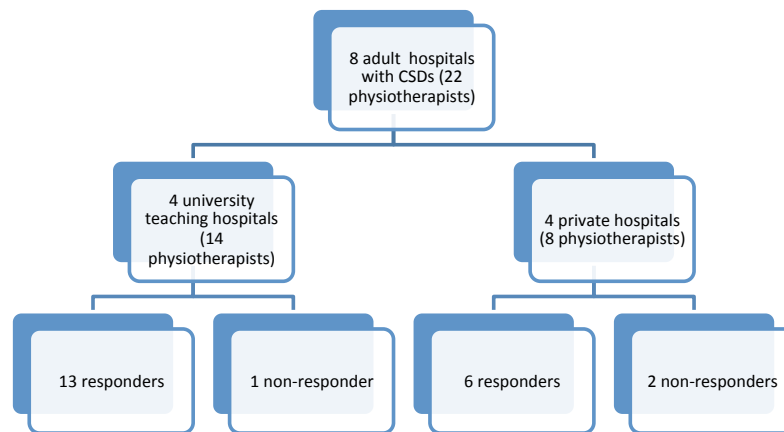 8 adult hospitals
with CSDs (22
physiotherapists)
4 university
teaching hospitals
(14
physiotherapists)
4 private hospitals
(8 physiotherapists)
13 responders
1 non-responder
6 responders
2 non-responders